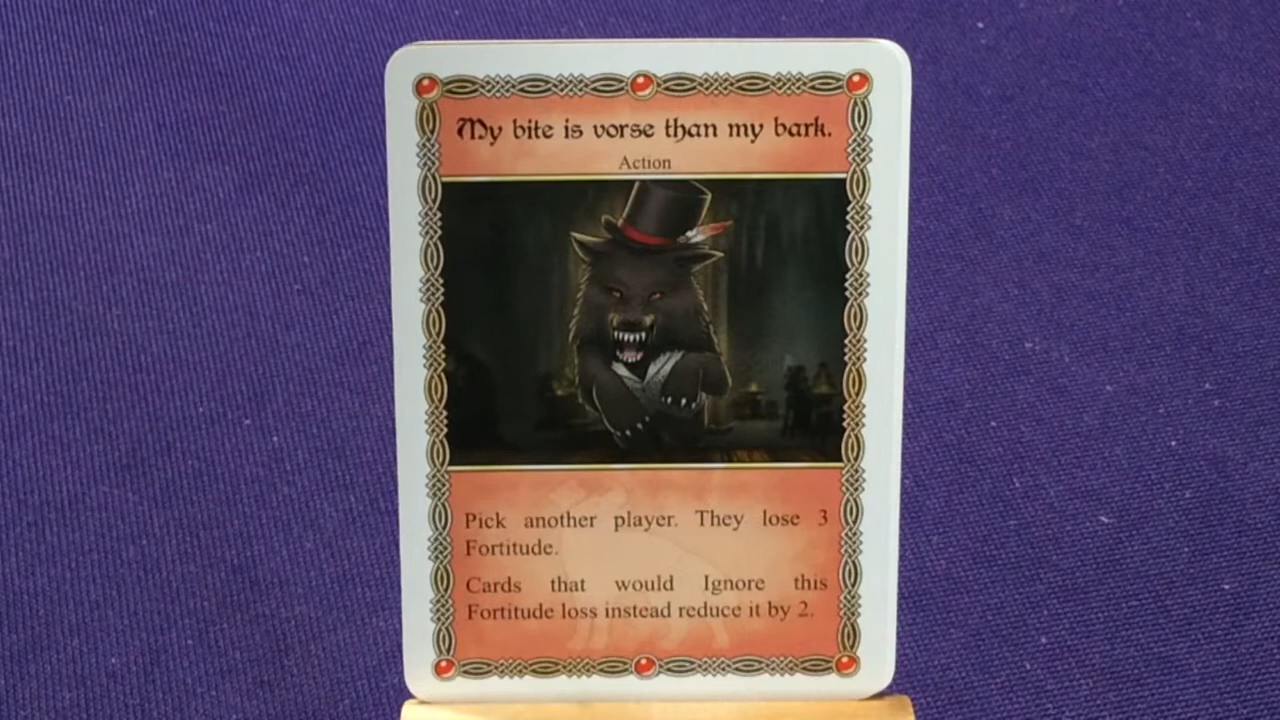 My bite is vorse than my bark.
Action
Pick another player. They lose 3
Fortitude.
Cards that would Ignore this
Fortitude loss instead reduce it by 2.